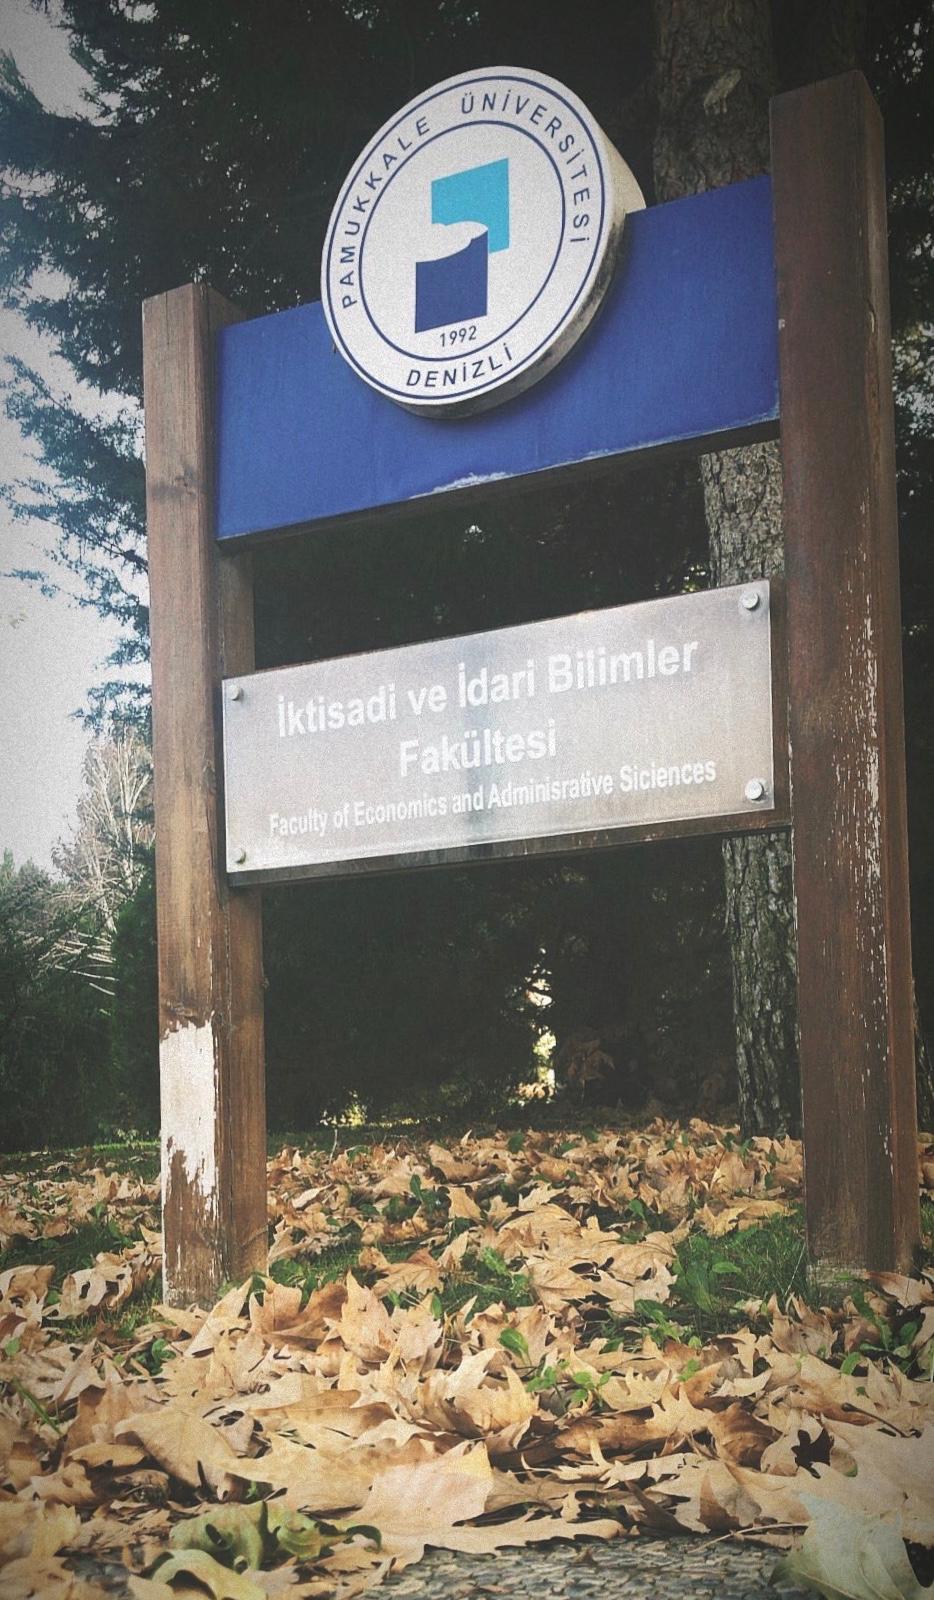 PAMUKKALE ÜNİVERSİTESİ
1992
DENİZLİ
İktisadi ve İdari Bilimler
Fakültesi
Faculty of Economics and Adminisrative Siciences